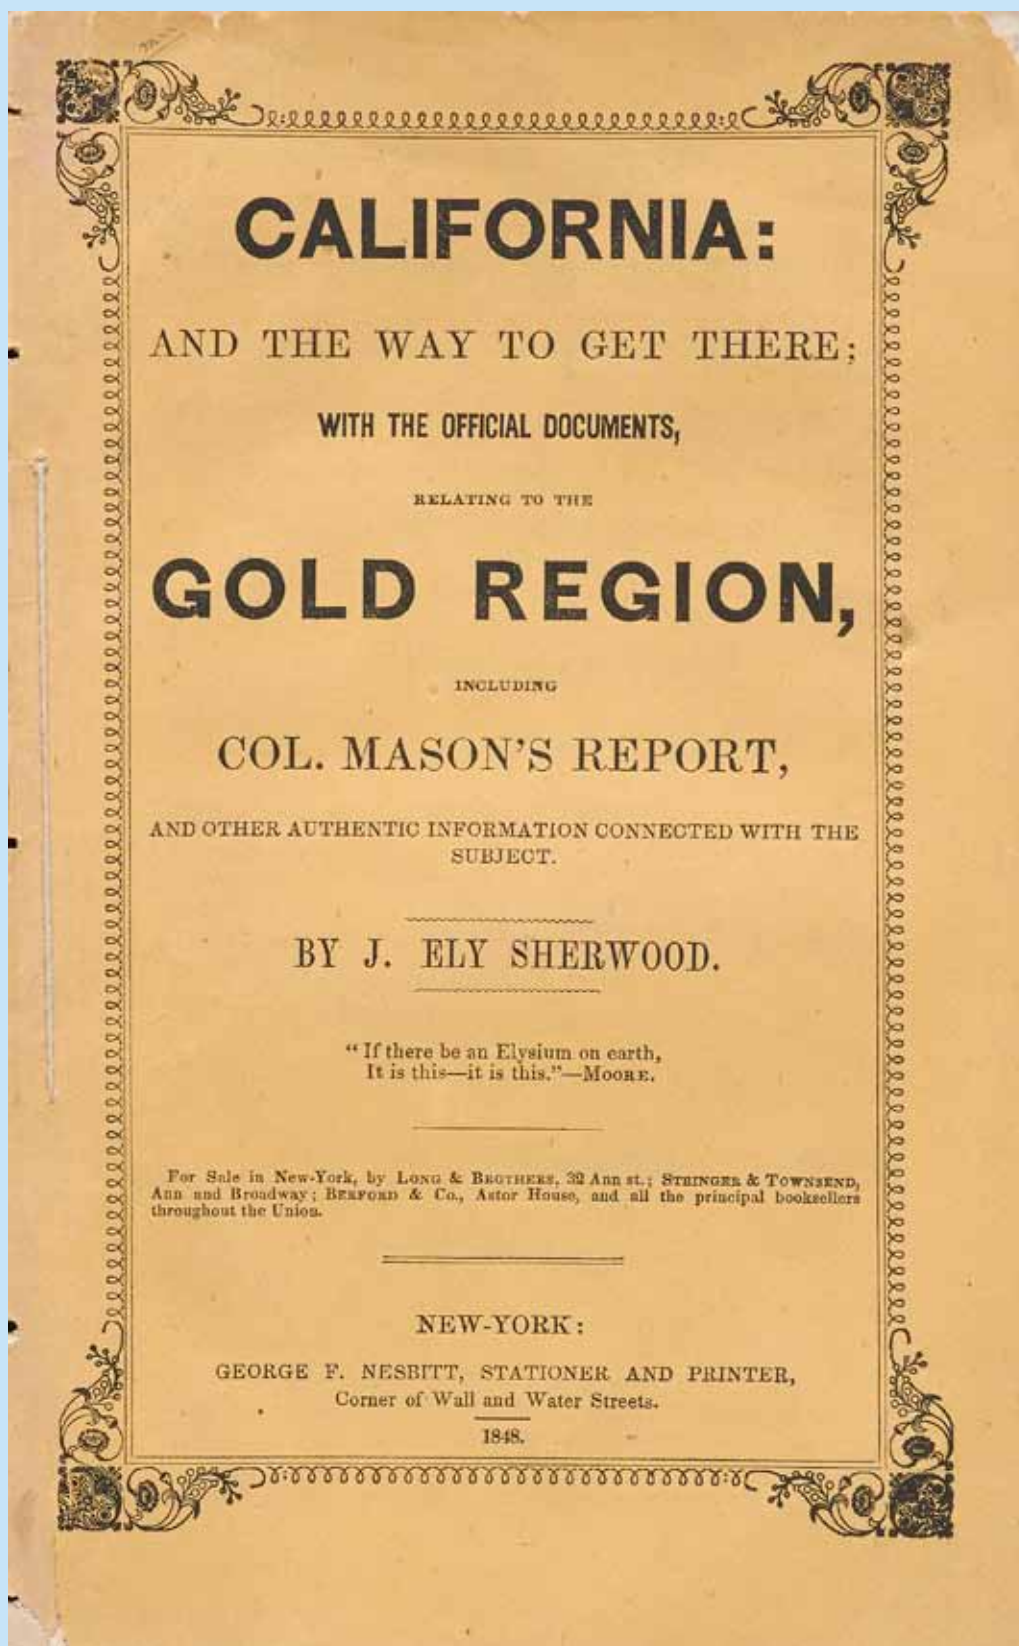 CALIFORNIA:
AND THE WAY TO GET THERE;
WITH THE OFFICIAL DOCUMENTS,
RELATING TO THE
GOLD REGION,
INCLUDING
COL. MASON'S REPORT,
AND OTHER AUTHENTIC INFORMATION CONNECTED WITH THE
SUBJECT.
BY J. ELY SHERWOOD.
“If there be an Elysium on earth,
It is this—it is this.”—MOORE.
For Sale in New-York, by LONG & BROTHERS, 32 Ann st.; STRINGER & TOWNSEND,
Ann and Broadway; BERFORD & Co., Astor House, and all the principal booksellers
throughout the Union.
NEW-YORK:
GEORGE F. NESBITT, STATIONER AND PRINTER,
Corner of Wall and Water Streets.
1848.